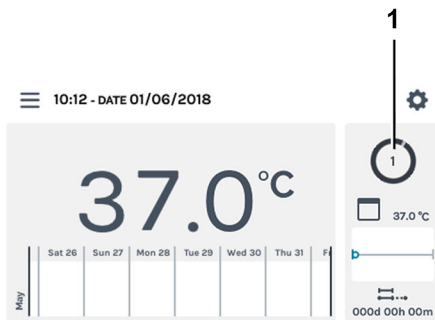 1
10:12 - DATE 01/06/2018
1
37.0°C
37.0 °C
Sat 26 Sun 27 Mon 28 Tue 29 Wed 30 Thu 31
May
000d 00h 00m